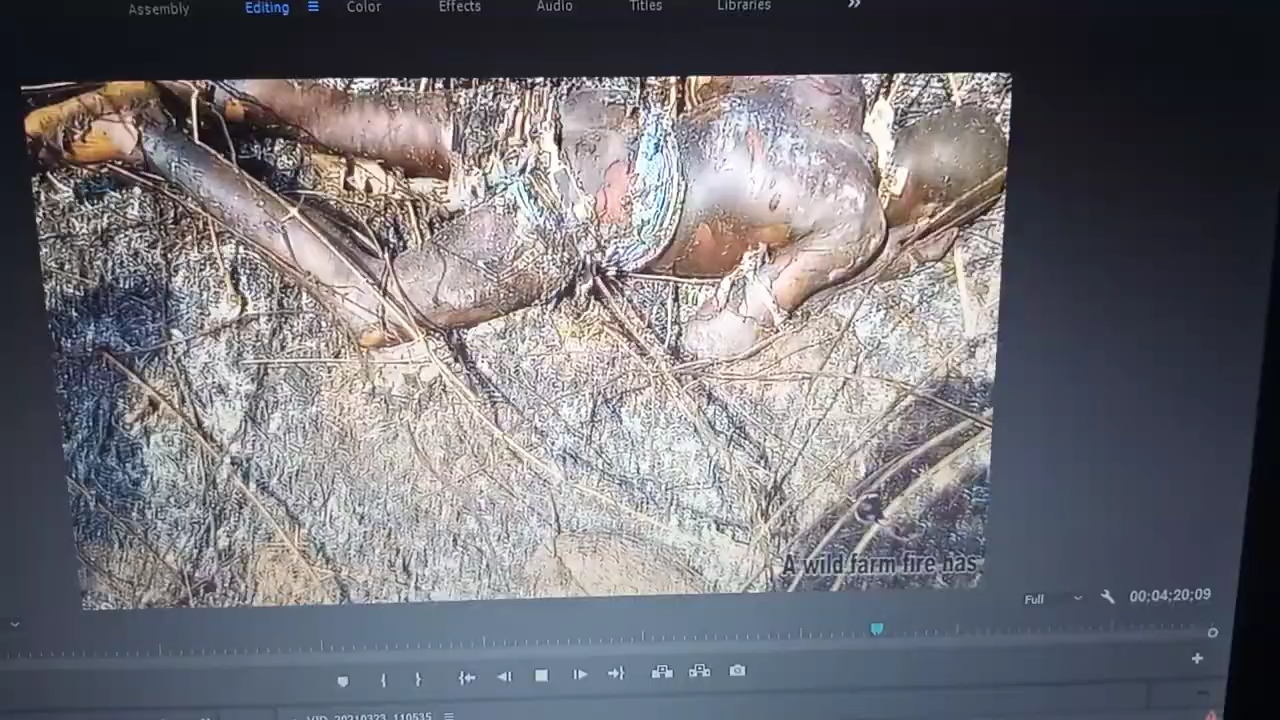 Assembly Editing Color Effects Audio Titles Libraries »
A wild farm fire has
Full 00;04;20;09
VID_20210323_110535